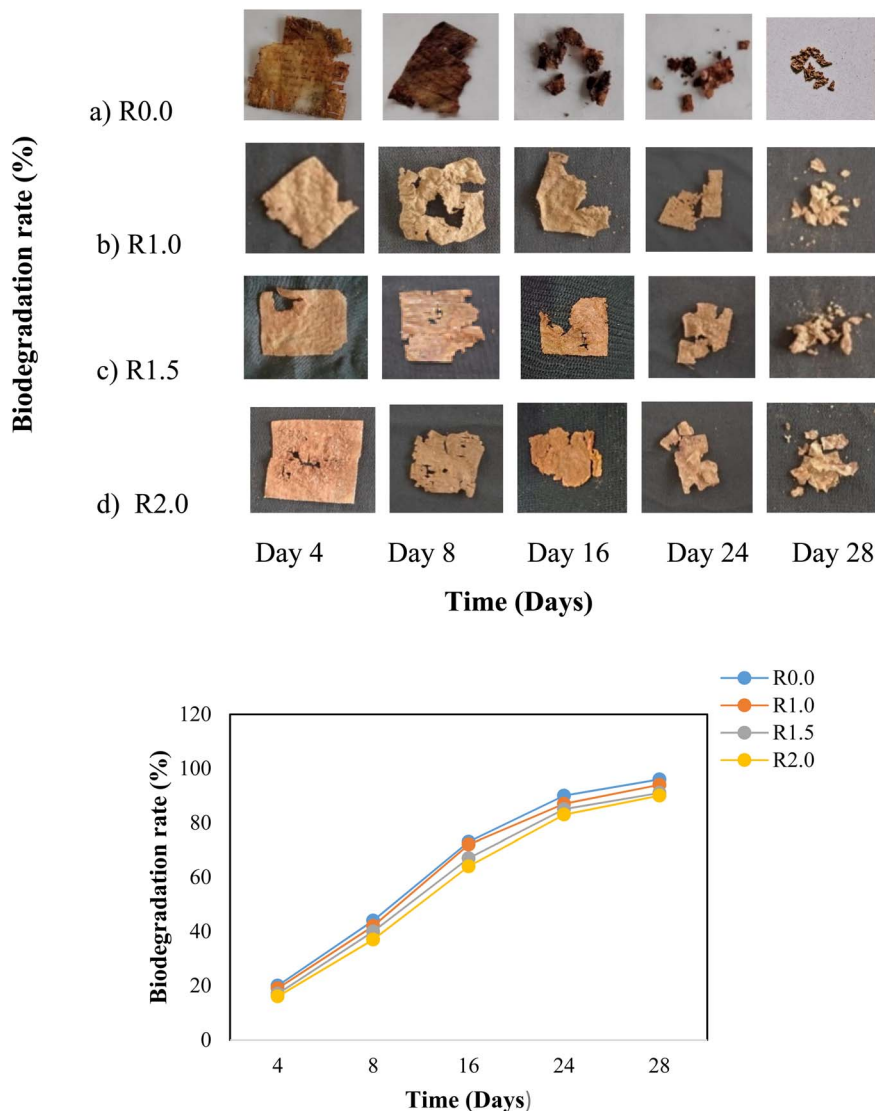 Biodegradation rate (%)
a) R0.0
b) R1.0
c) R1.5
d) R2.0
Day 4 Day 8 Day 16 Day 24 Day 28
Time (Days)
R0.0
R1.0
R1.5
R2.0
Biodegradation rate (%)
120
100
80
60
40
20
0
4 8 16 24 28
Time (Days)